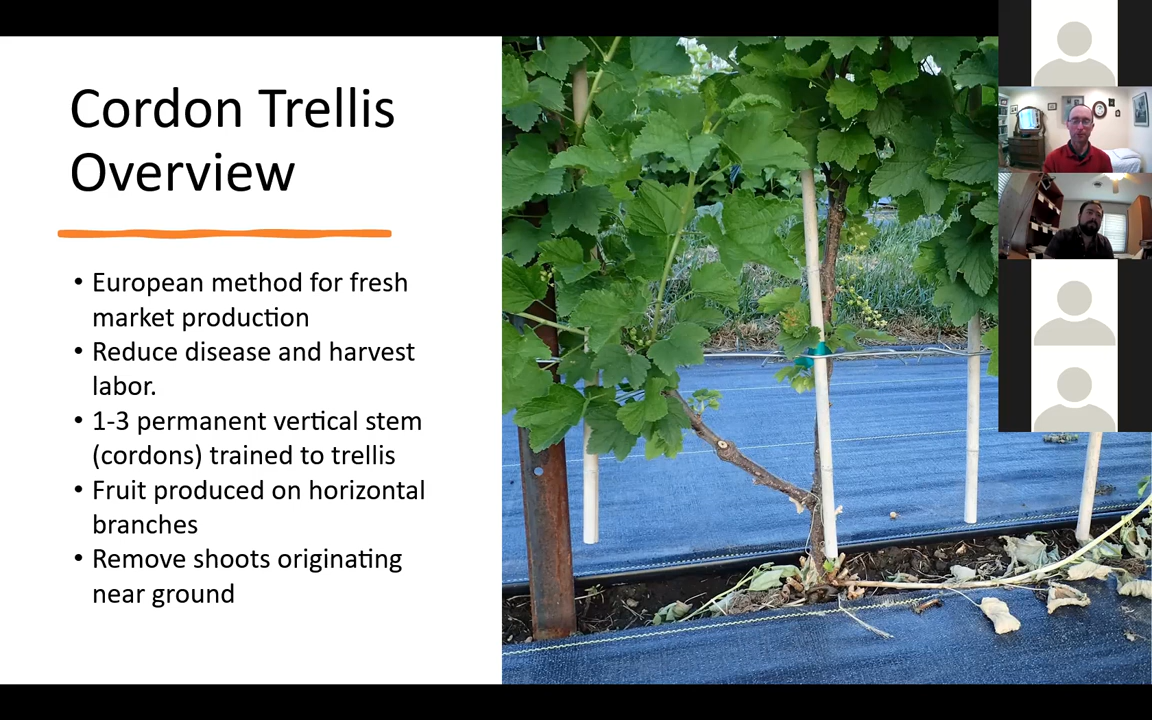 Cordon Trellis
Overview
• European method for fresh
market production
• Reduce disease and harvest
labor.
• 1-3 permanent vertical stem
(cordons) trained to trellis
• Fruit produced on horizontal
branches
• Remove shoots originating
near ground